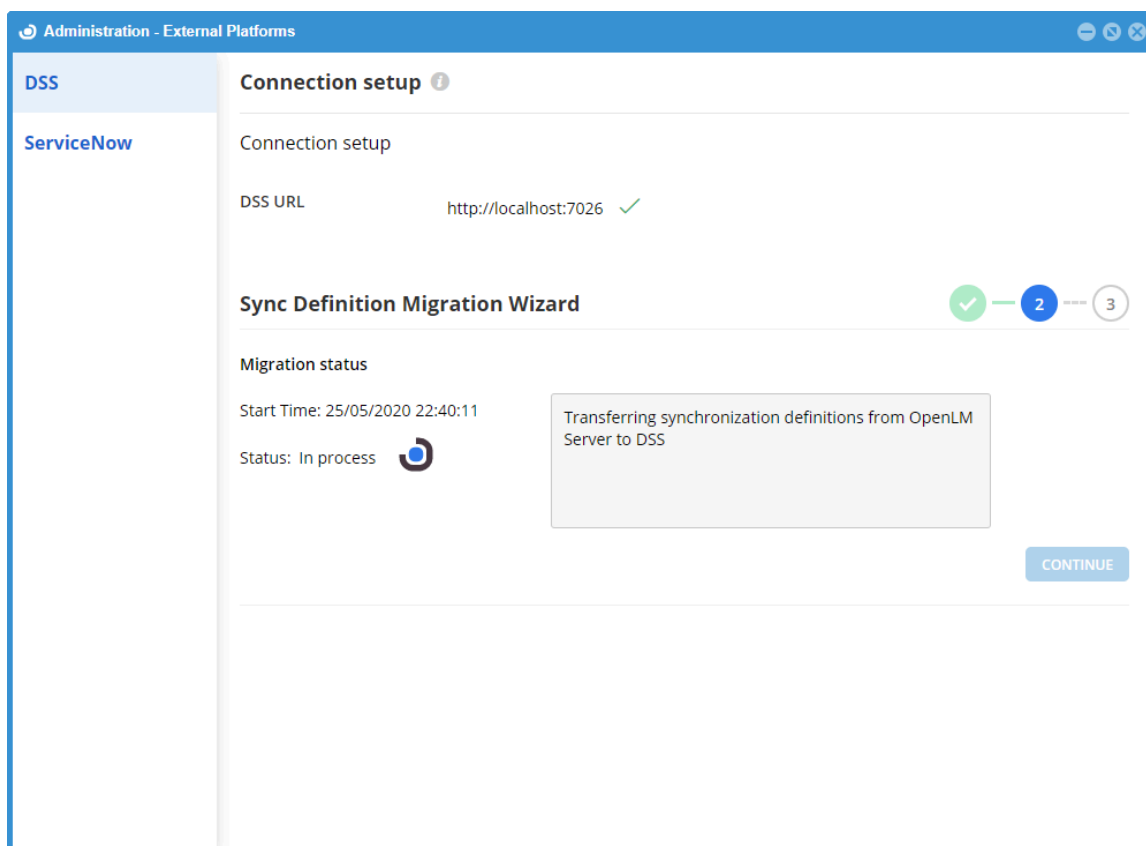 Administration - External Platforms
DSS
ServiceNow
Connection setup
Connection setup
DSS URL
http://localhost:7026
Sync Definition Migration Wizard
2
3
Migration status
Start Time: 25/05/2020 22:40:11
Status: In process
Transferring synchronization definitions from OpenLM
Server to DSS
CONTINUE